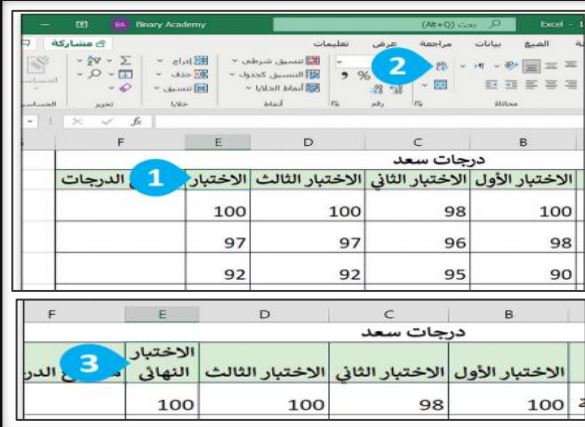 Excel
بحث (Alt+Q)
Binary Academy
BA
الصيغ بيانات مراجعة عرض تعليمات
مشاركة
تنسيق شرطي
التنسيق كجدول
أنماط الخلايا
إدراج
حذف
تنسيق
محاذاة رقم أنماط خلايا تحرير
2
fx
B C D E F
درجات سعد
الاختبار الأول الاختبار الثاني الاختبار الثالث الاختبار 1 الدرجات
100 98 100 100
98 96 97 97
90 95 92 92
B C D E F
درجات سعد
الاختبار الأول الاختبار الثاني الاختبار الثالث الاختبار النهائي 3
100 98 100 100